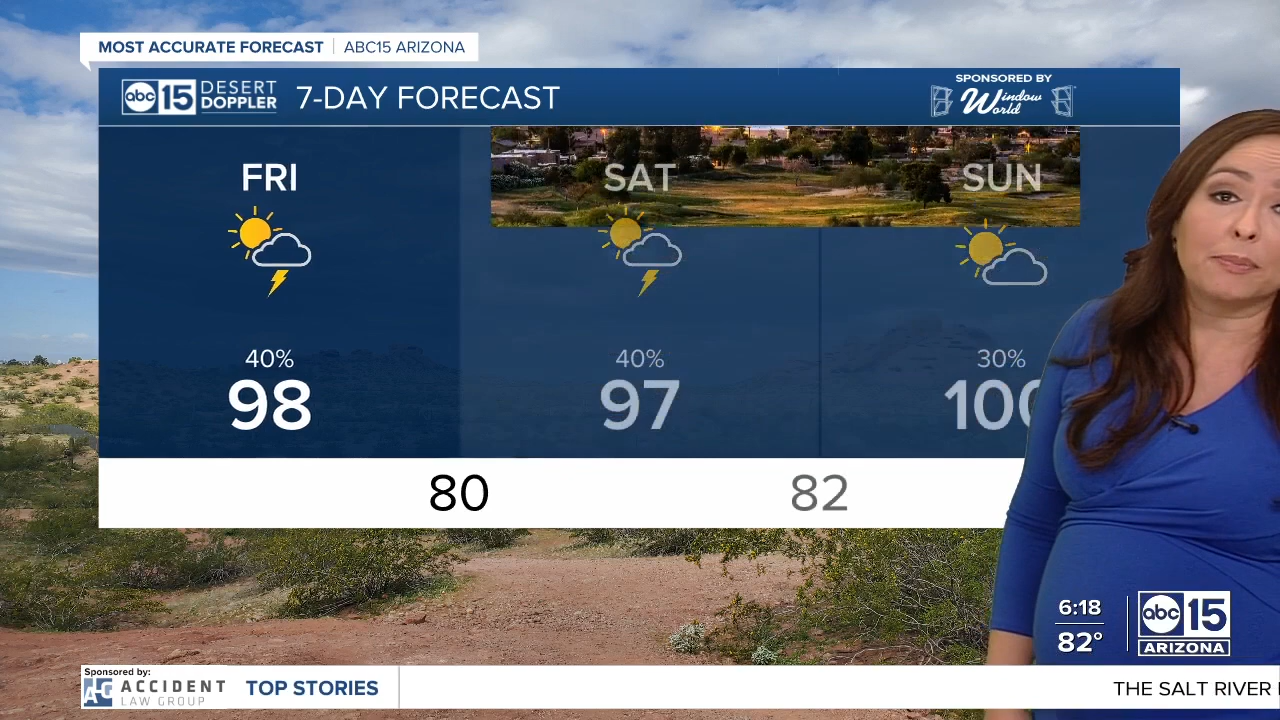 MOST ACCURATE FORECAST | ABC15 ARIZONA
abc 15 DESERT DOPPLER
7-DAY FORECAST
SPONSORED BY
Window World
FRI
SAT
SUN
40%
40%
30%
98
97
100
80
82
6:18
82°
abc 15
ARIZONA
Sponsored by:
ALG ACCIDENT
LAW GROUP
TOP STORIES
THE SALT RIVER